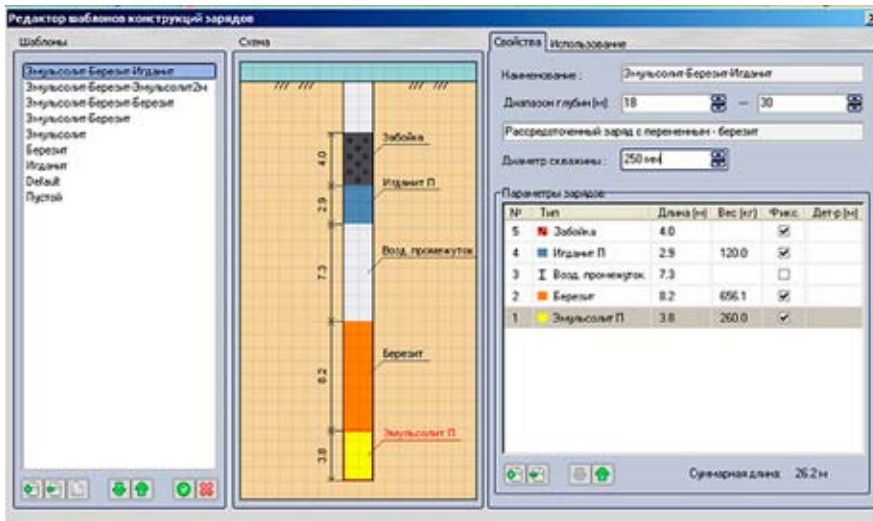 Редактор шаблонов конструкций зарядов
Шаблоны
Эмульсолит-Березит-Игданит
Эмульсолит-Березит-Эмульсолит2м
Эмульсолит-Березит-Березит
Эмульсолит-Березит
Эмульсолит
Березит
Игданит
Default
Пустой
Схема
Забойка
4.0
Игданит П
2.9
Возд. промежуток
7.3
Березит
8.2
Эмульсолит П
3.8
Свойства Использование
Наименование : Эмульсолит-Березит-Игданит
Диапазон глубин (м): 18 – 30
Рассредоточенный заряд с переменным - березит
Диаметр скважины : 250 мм
Параметры зарядов
№ Тип Длина (м) Вес (кг) Фикс. Дет-р (м)
5 Забойка 4.0
4 Игданит П 2.9 120.0
3 Возд. промежуток 7.3
2 Березит 8.2 656.1
1 Эмульсолит П 3.8 260.0
Суммарная длина: 26.2 м